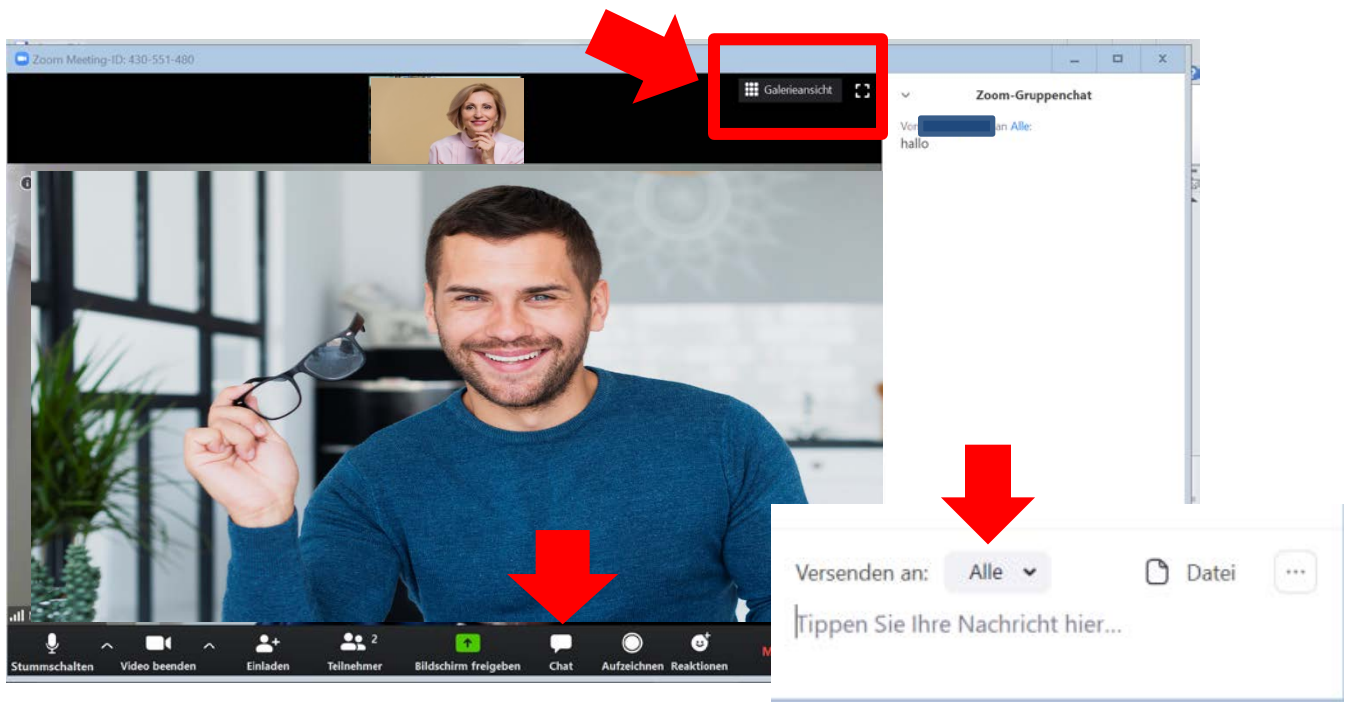 Zoom Meeting-ID: 430-551-480
Galerieansicht
Zoom-Gruppenchat
Von an Alle:
hallo
Versenden an: Alle Datei ...
Tippen Sie Ihre Nachricht hier...
2
Stummschalten Video beenden Einladen Teilnehmer Bildschirm freigeben Chat Aufzeichnen Reaktionen